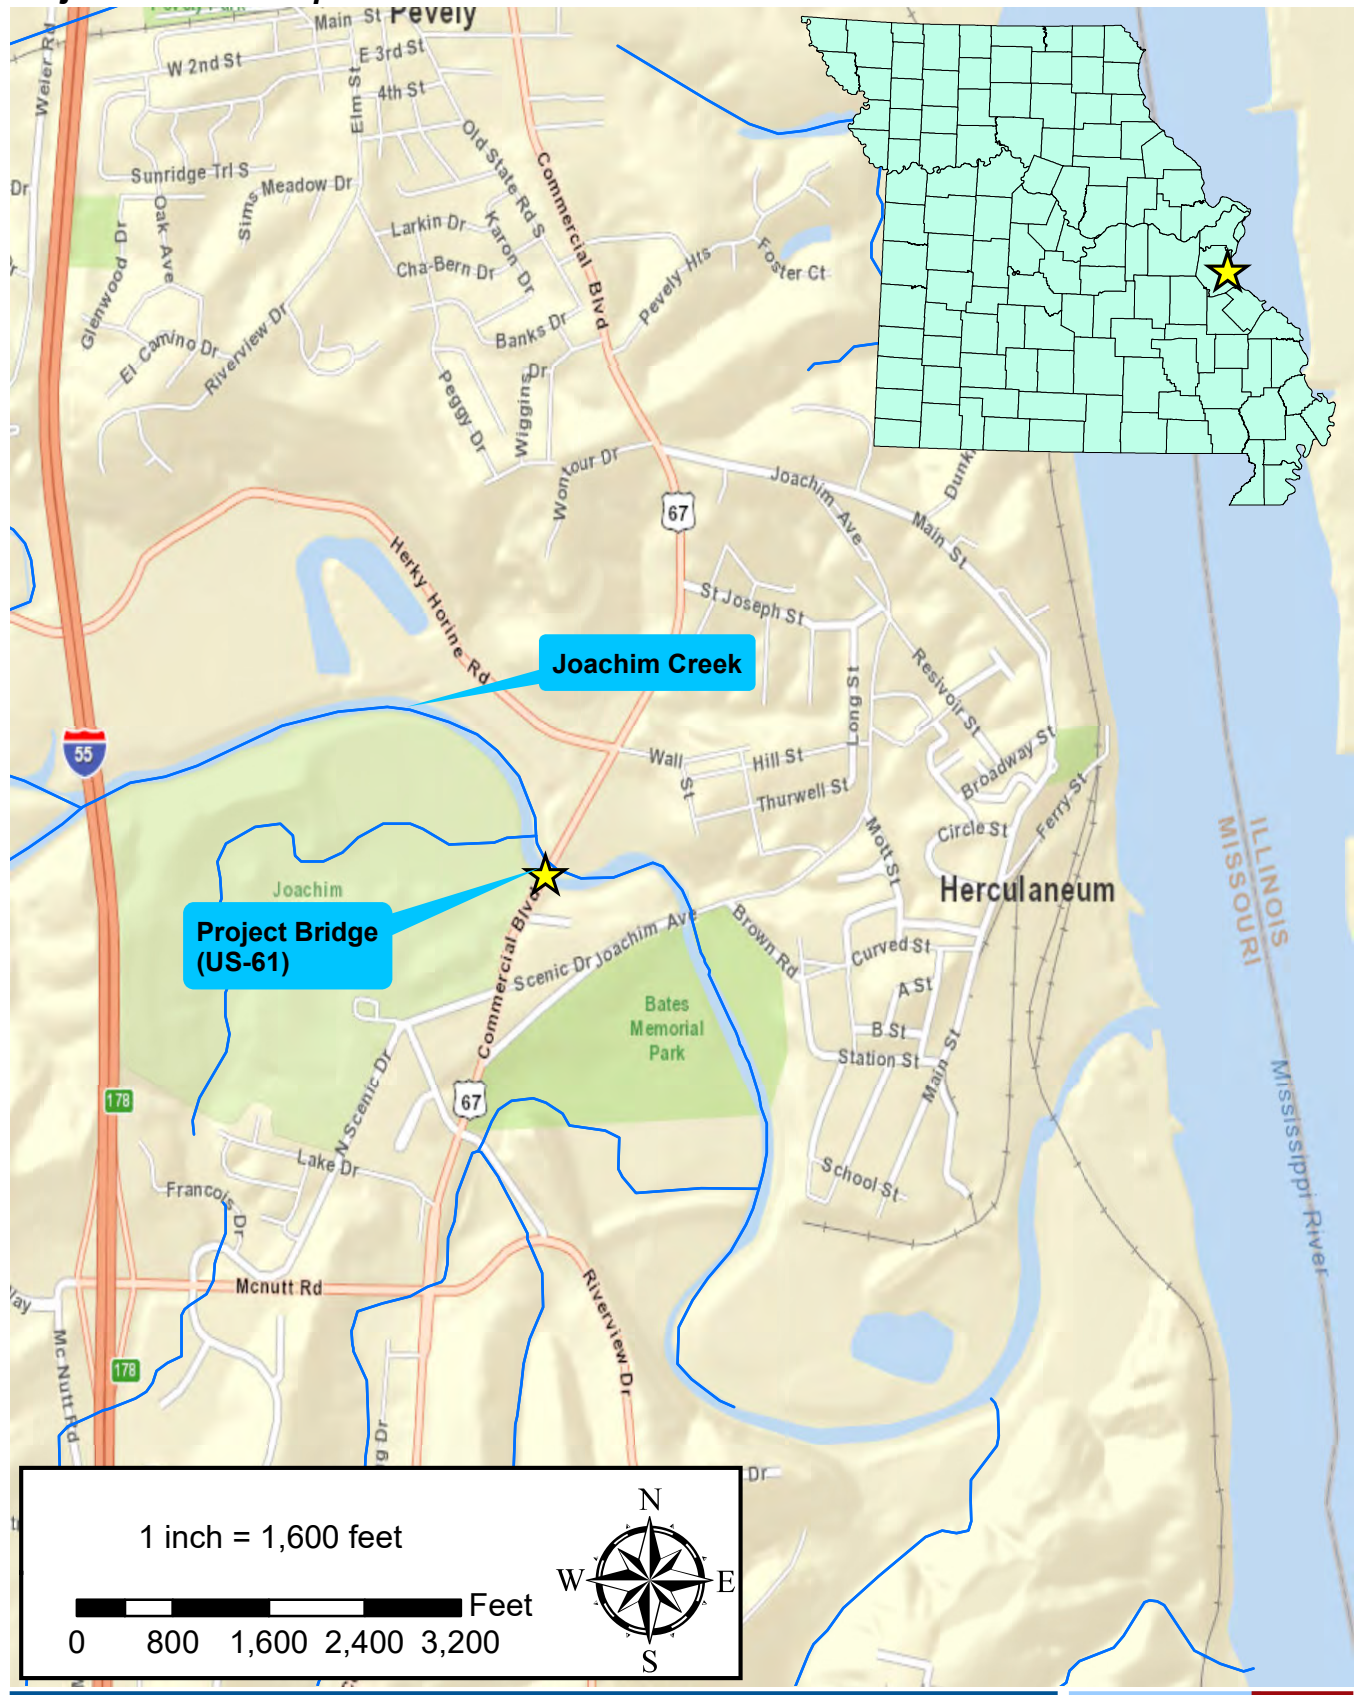 Pevely
Main St
W 2nd St
E 3rd St
4th St
Elm St
Weier Rd
Old State Rd S
Commercial Blvd
Sunridge Trl S
Meadow Dr
Sims
Oak Ave
Glenwood Dr
Dr
Larkin Dr
Karon Dr
Cha-Bern Dr
Banks Dr
Pevely Hts
Foster Ct
El Camino Dr
Riverview Dr
Peggy Dr
Wiggins
Dr
Wontour Dr
67
Joachim Ave
Main St
Herky Horine Rd
St Joseph St
Joachim Creek
Long St
Resivoir St
55
Wall St
Hill St
Thurwell St
Broadway St
Ferry St
Circle St
Mott St
Herculaneum
ILLINOIS
MISSOURI
Joachim
Project Bridge
(US-61)
Commercial Blvd
Scenic Dr
Joachim Ave
Brown Rd
Curved St
A St
B St
Station St
Main St
Bates
Memorial
Park
Mississippi River
67
178
N Scenic Dr
Lake Dr
Francois Dr
School St
Mcnutt Rd
Riverview Dr
Mc Nutt Rd
178
Dr
1 inch = 1,600 feet
N
W
E
S
Feet
0 800 1,600 2,400 3,200